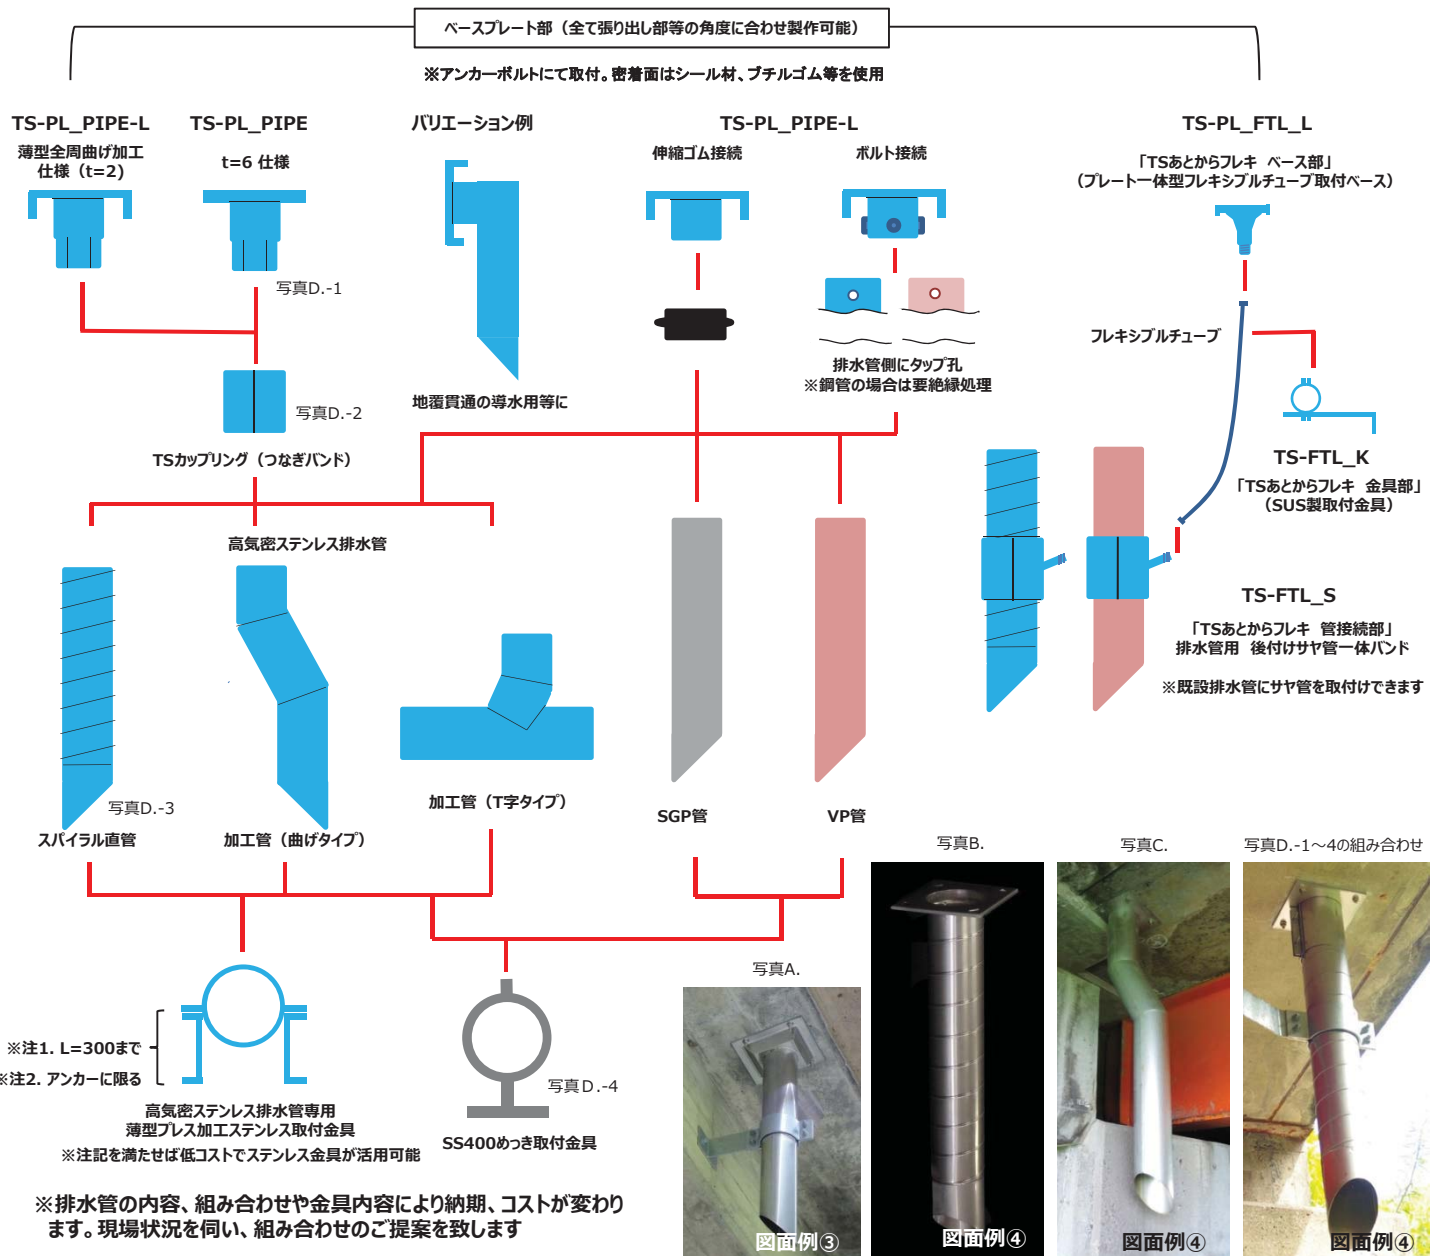 ベースプレート部（全て張り出し部等の角度に合わせ製作可能）
※アンカーボルトにて取付。密着面はシール材、ブチルゴム等を使用
TS-PL_PIPE-L
薄型全周曲げ加工
仕様（t=2)
TS-PL_PIPE
t=6 仕様
バリエーション例
TS-PL_PIPE-L
伸縮ゴム接続
ボルト接続
TS-PL_FTL_L
「TSあとからフレキ ベース部」
（プレート一体型フレキシブルチューブ取付ベース）
写真D.-1
フレキシブルチューブ
排水管側にタップ孔
※鋼管の場合は要絶縁処理
地覆貫通の導水用等に
写真D.-2
TSカップリング（つなぎバンド）
TS-FTL_K
「TSあとからフレキ 金具部」
（SUS製取付金具）
高気密ステンレス排水管
TS-FTL_S
「TSあとからフレキ 管接続部」
排水管用 後付けサヤ管一体バンド
※既設排水管にサヤ管を取付けできます
写真D.-3
スパイラル直管
加工管（曲げタイプ）
加工管（T字タイプ）
SGP管
VP管
写真B.
写真C.
写真D.-1～4の組み合わせ
写真A.
※注1. L=300まで
※注2. アンカーに限る
高気密ステンレス排水管専用
薄型プレス加工ステンレス取付金具
※注記を満たせば低コストでステンレス金具が活用可能
写真Ｄ.-4
SS400めっき取付金具
※排水管の内容、組み合わせや金具内容により納期、コストが変わり
ます。現場状況を伺い、組み合わせのご提案を致します
図面例③
図面例④
図面例④
図面例④